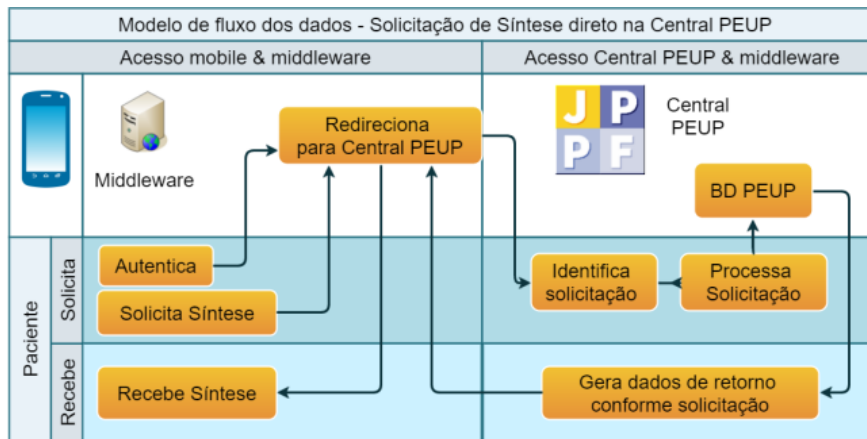 Modelo de fluxo dos dados - Solicitação de Síntese direto na Central PEUP
Acesso mobile & middleware
Acesso Central PEUP & middleware
Middleware
Redireciona
para Central PEUP
J P
P F
Central
PEUP
BD PEUP
Paciente
Solicita
Autentica
Solicita Síntese
Identifica
solicitação
Processa
Solicitação
Recebe
Recebe Síntese
Gera dados de retorno
conforme solicitação